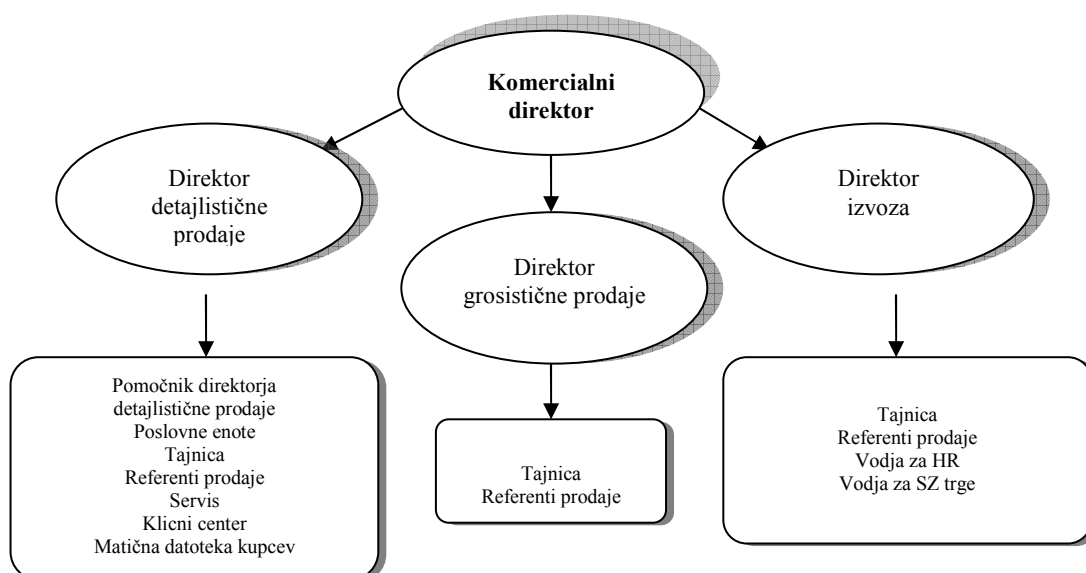 Komercialni
direktor
Direktor
detajlistične
prodaje
Direktor
grosistične prodaje
Direktor
izvoza
Pomočnik direktorja
detajlistične prodaje
Poslovne enote
Tajnica
Referenti prodaje
Servis
Klicni center
Matična datoteka kupcev
Tajnica
Referenti prodaje
Tajnica
Referenti prodaje
Vodja za HR
Vodja za SZ trge